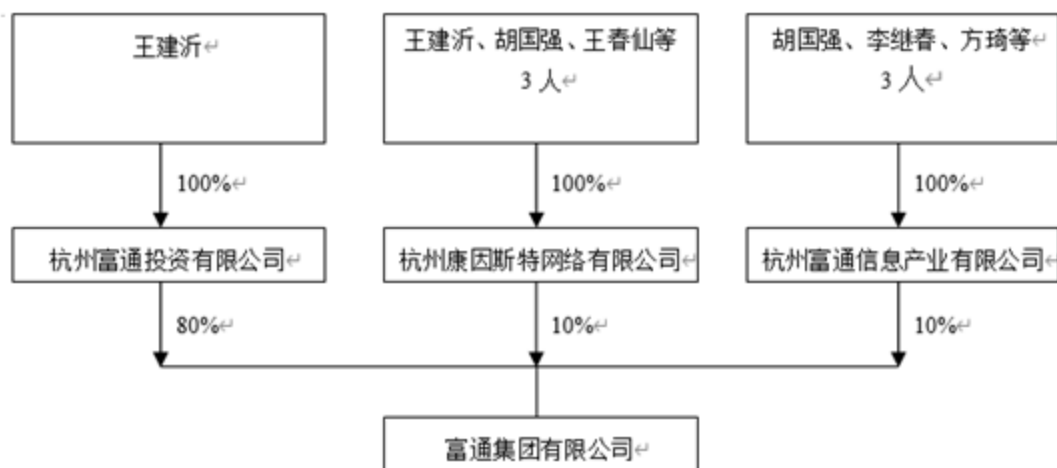 王建沂
王建沂、胡国强、王春仙等
3 人
胡国强、李继春、方琦等
3 人
100%
100%
100%
杭州富通投资有限公司
杭州康因斯特网络有限公司
杭州富通信息产业有限公司
80%
10%
10%
富通集团有限公司